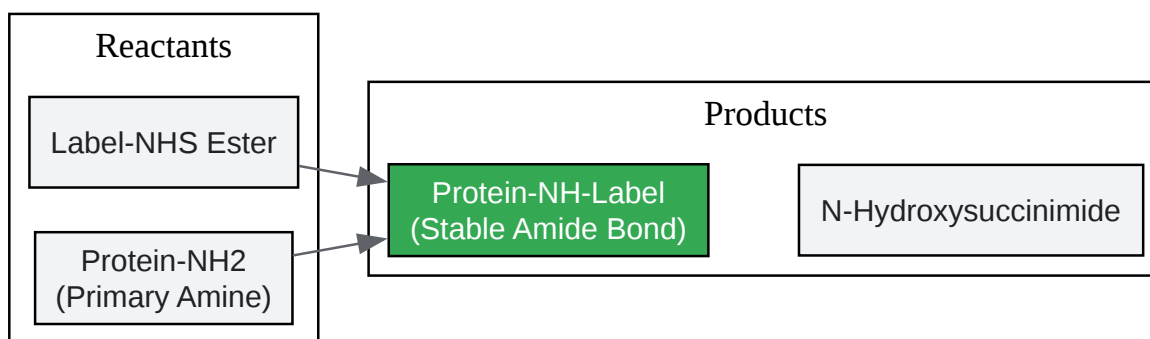 Reactants
Label-NHS Ester
Protein-NH2
(Primary Amine)
Products
Protein-NH-Label
(Stable Amide Bond)
N-Hydroxysuccinimide